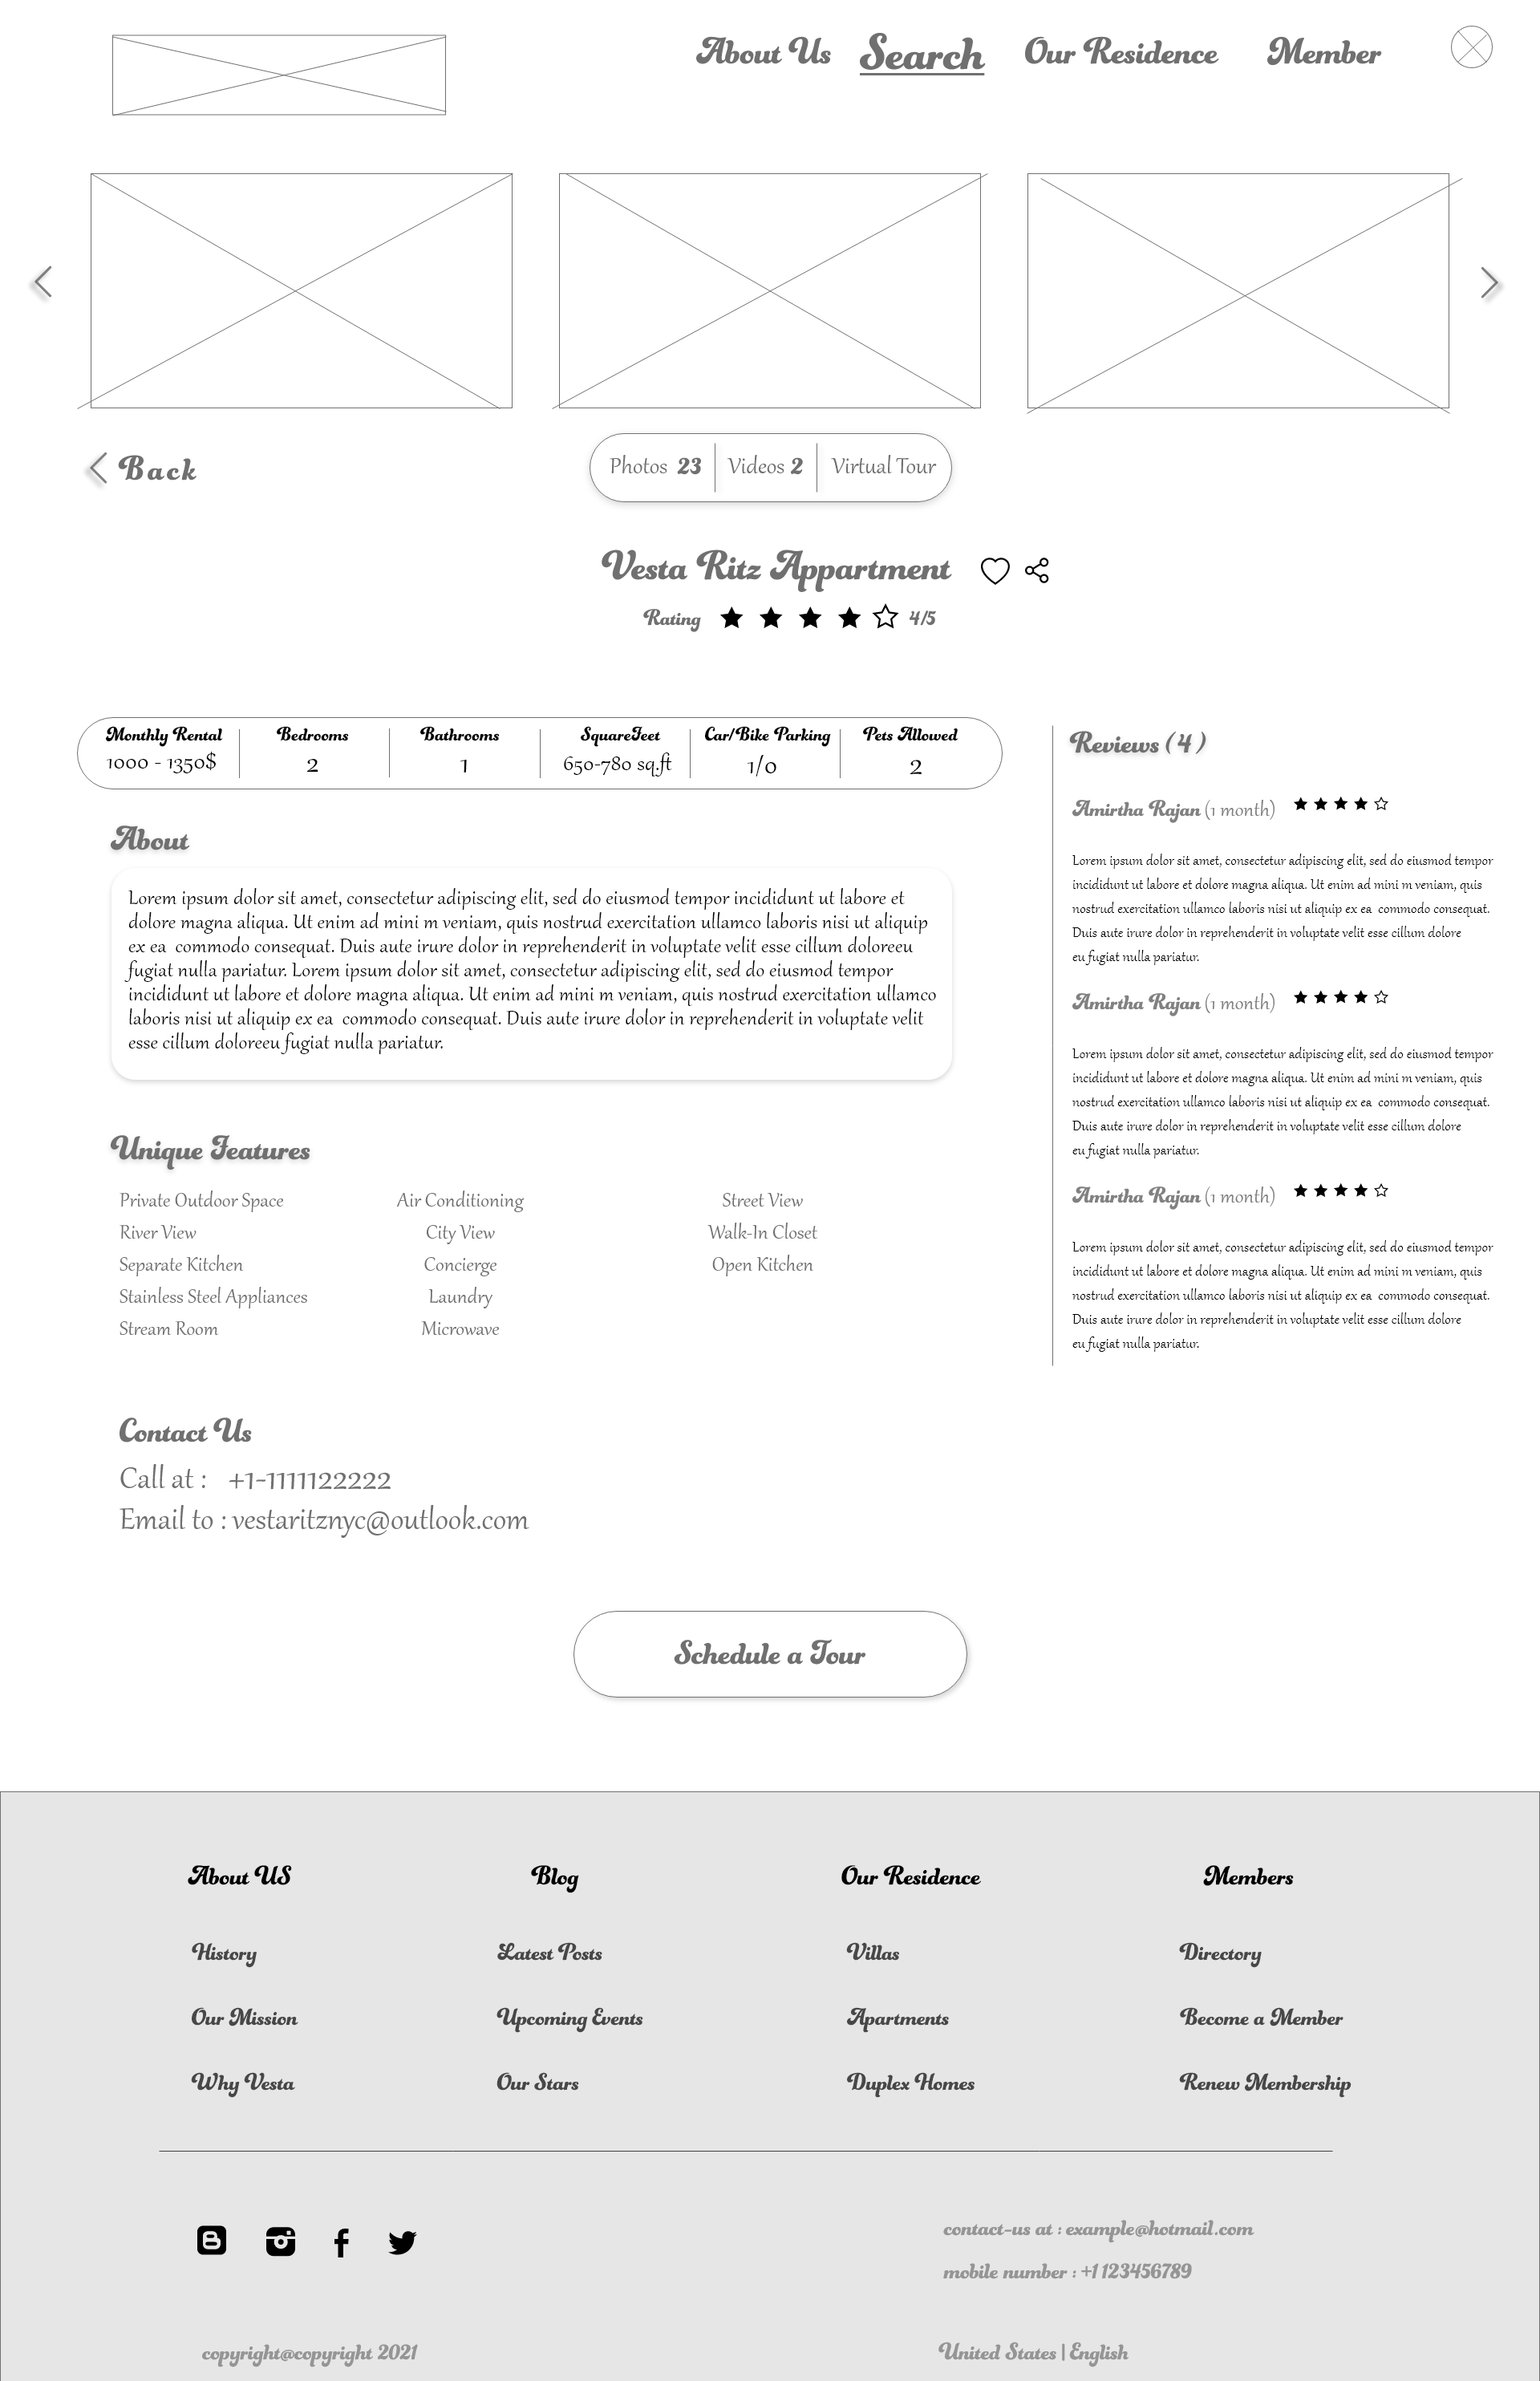 About Us Search Our Residence Member
Back
Photos 23 Videos 2 Virtual Tour
Vesta Ritz Appartment
Rating 4/5
Monthly Rental Bedrooms Bathrooms SquareFeet Car/Bike Parking Pets Allowed
1000 - 1350$ 2 1 650-780 sq.ft 1/0 2
About
Lorem ipsum dolor sit amet, consectetur adipiscing elit, sed do eiusmod tempor incididunt ut labore et
dolore magna aliqua. Ut enim ad mini m veniam, quis nostrud exercitation ullamco laboris nisi ut aliquip
ex ea commodo consequat. Duis aute irure dolor in reprehenderit in voluptate velit esse cillum doloreeu
fugiat nulla pariatur. Lorem ipsum dolor sit amet, consectetur adipiscing elit, sed do eiusmod tempor
incididunt ut labore et dolore magna aliqua. Ut enim ad mini m veniam, quis nostrud exercitation ullamco
laboris nisi ut aliquip ex ea commodo consequat. Duis aute irure dolor in reprehenderit in voluptate velit
esse cillum doloreeu fugiat nulla pariatur.
Unique Features
Private Outdoor Space Air Conditioning Street View
River View City View Walk-In Closet
Separate Kitchen Concierge Open Kitchen
Stainless Steel Appliances Laundry
Stream Room Microwave
Reviews ( 4 )
Amirtha Rajan (1 month)
Lorem ipsum dolor sit amet, consectetur adipiscing elit, sed do eiusmod tempor
incididunt ut labore et dolore magna aliqua. Ut enim ad mini m veniam, quis
nostrud exercitation ullamco laboris nisi ut aliquip ex ea commodo consequat.
Duis aute irure dolor in reprehenderit in voluptate velit esse cillum dolore
eu fugiat nulla pariatur.
Amirtha Rajan (1 month)
Lorem ipsum dolor sit amet, consectetur adipiscing elit, sed do eiusmod tempor
incididunt ut labore et dolore magna aliqua. Ut enim ad mini m veniam, quis
nostrud exercitation ullamco laboris nisi ut aliquip ex ea commodo consequat.
Duis aute irure dolor in reprehenderit in voluptate velit esse cillum dolore
eu fugiat nulla pariatur.
Amirtha Rajan (1 month)
Lorem ipsum dolor sit amet, consectetur adipiscing elit, sed do eiusmod tempor
incididunt ut labore et dolore magna aliqua. Ut enim ad mini m veniam, quis
nostrud exercitation ullamco laboris nisi ut aliquip ex ea commodo consequat.
Duis aute irure dolor in reprehenderit in voluptate velit esse cillum dolore
eu fugiat nulla pariatur.
Contact Us
Call at : +1-1111122222
Email to : vestaritznyc@outlook.com
Schedule a Tour
About US Blog Our Residence Members
History Latest Posts Villas Directory
Our Mission Upcoming Events Apartments Become a Member
Why Vesta Our Stars Duplex Homes Renew Membership
contact-us at : example@hotmail.com
mobile number : +1 123456789
copyright@copyright 2021 United States | English